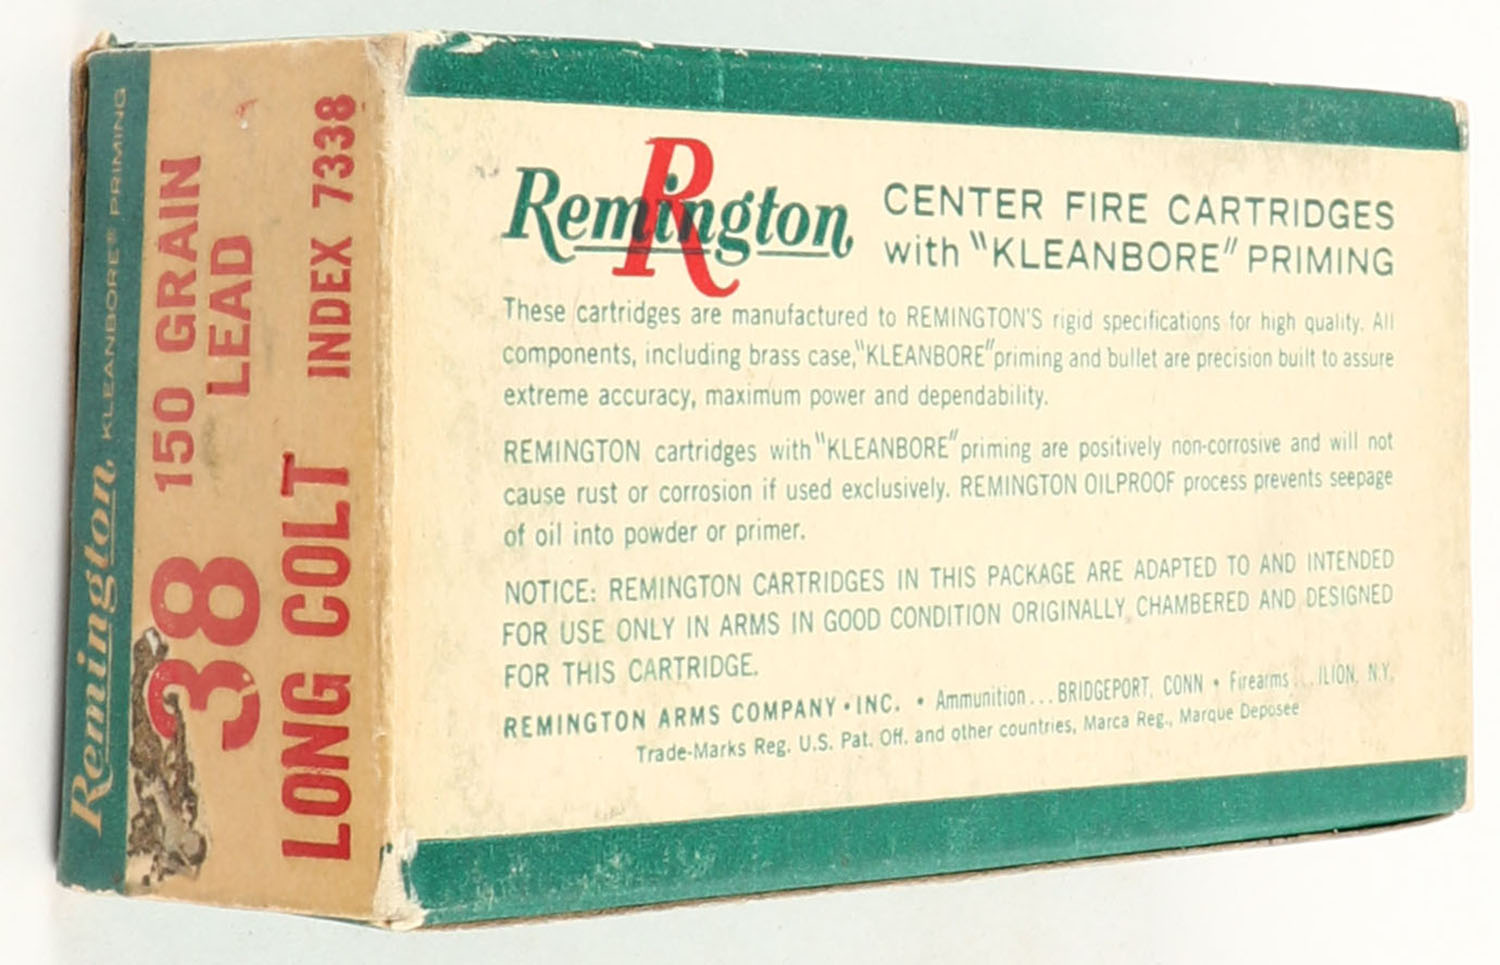 Remington. KLEANBORE® PRIMING
38 150 GRAIN
LEAD
LONG COLT INDEX 7338
R
Remington,
CENTER FIRE CARTRIDGES
with "KLEANBORE" PRIMING
These cartridges are manufactured to REMINGTON'S rigid specifications for high quality. All
components, including brass case,"KLEANBORE"priming and bullet are precision built to assure
extreme accuracy, maximum power and dependability.
REMINGTON cartridges with "KLEANBORE" priming are positively non-corrosive and will not
cause rust or corrosion if used exclusively. REMINGTON OILPROOF process prevents seepage
of oil into powder or primer.
NOTICE: REMINGTON CARTRIDGES IN THIS PACKAGE ARE ADAPTED TO AND INTENDED
FOR USE ONLY IN ARMS IN GOOD CONDITION ORIGINALLY CHAMBERED AND DESIGNED
FOR THIS CARTRIDGE.
REMINGTON ARMS COMPANY•INC. • Ammunition...BRIDGEPORT, CONN • Firearms...ILION, N.Y.
Trade-Marks Reg. U.S. Pat. Off. and other countries, Marca Reg., Marque Deposee